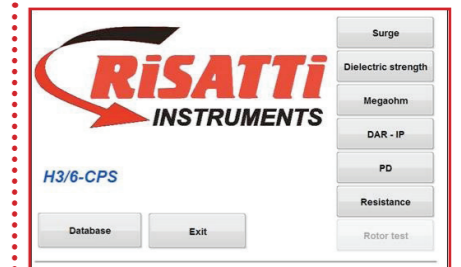 RiSATTi
INSTRUMENTS
H3/6-CPS
Database
Exit
Surge
Dielectric strength
Megaohm
DAR - IP
PD
Resistance
Rotor test